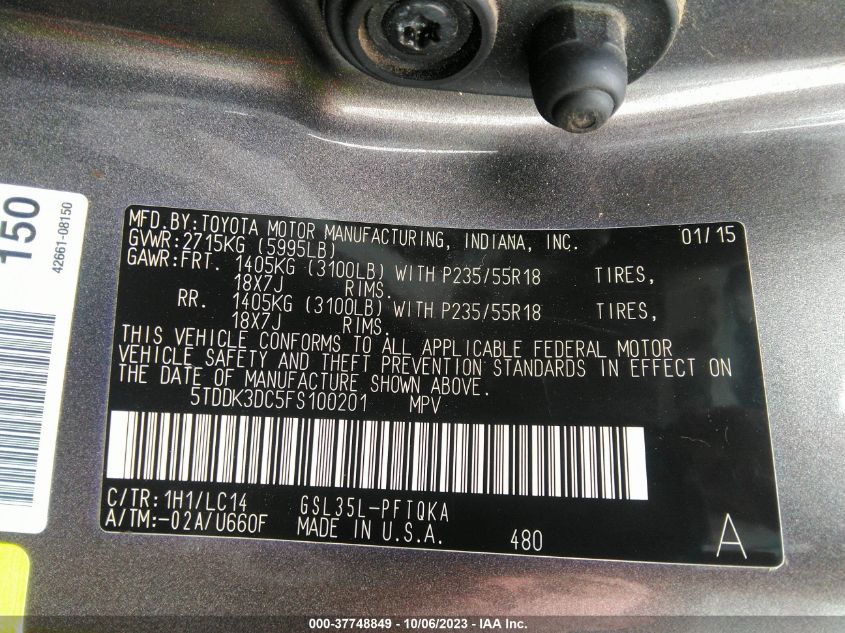 150
42661-08150
MFD.BY:TOYOTA MOTOR MANUFACTURING, INDIANA, INC. 01/15
GVWR:2715KG (5995LB)
GAWR:FRT. 1405KG (3100LB) WITH P235/55R18 TIRES,
18X7J RIMS.
RR. 1405KG (3100LB) WITH P235/55R18 TIRES,
18X7J RIMS.
THIS VEHICLE CONFORMS TO ALL APPLICABLE FEDERAL MOTOR
VEHICLE SAFETY AND THEFT PREVENTION STANDARDS IN EFFECT ON
THE DATE OF MANUFACTURE SHOWN ABOVE.
5TDDK3DC5FS100201 MPV
C/TR:1H1/LC14 GSL35L-PFTQKA
A/TM:-02A/U660F MADE IN U.S.A. 480 A
000-37748849 - 10/06/2023 - IAA Inc.